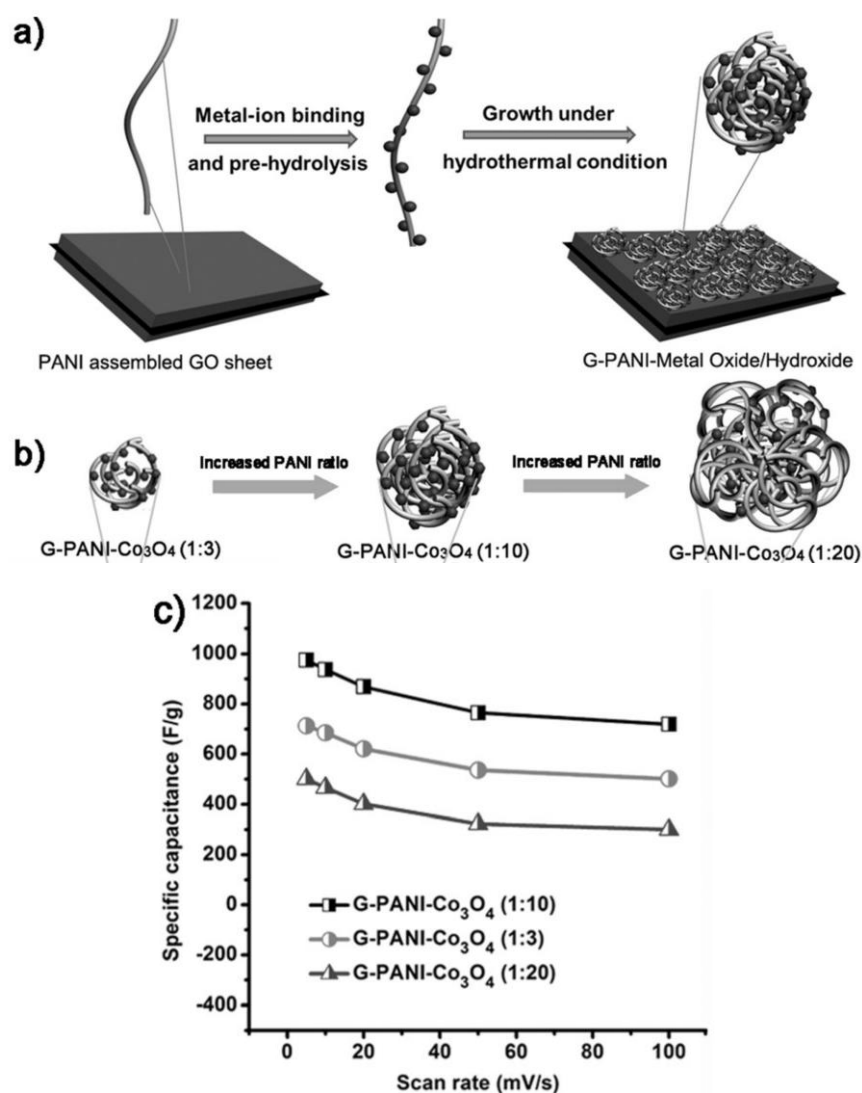 a)
Metal-ion binding
and pre-hydrolysis
Growth under
hydrothermal condition
PANI assembled GO sheet
G-PANI-Metal Oxide/Hydroxide
b)
Increased PANI ratio
Increased PANI ratio
G-PANI-Co₃O₄ (1:3)
G-PANI-Co₃O₄ (1:10)
G-PANI-Co₃O₄ (1:20)
c)
Specific capacitance (F/g)
1200
1000
800
600
400
200
0
-200
-400
G-PANI-Co₃O₄ (1:10)
G-PANI-Co₃O₄ (1:3)
G-PANI-Co₃O₄ (1:20)
0 20 40 60 80 100
Scan rate (mV/s)